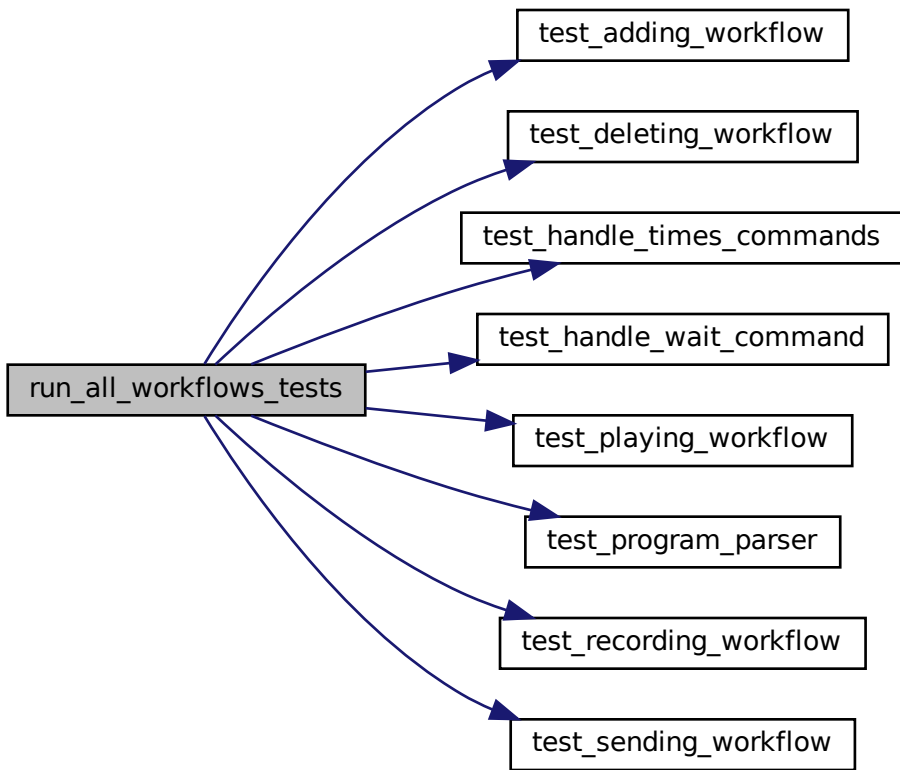 test_adding_workflow
test_deleting_workflow
test_handle_times_commands
test_handle_wait_command
run_all_workflows_tests
test_playing_workflow
test_program_parser
test_recording_workflow
test_sending_workflow